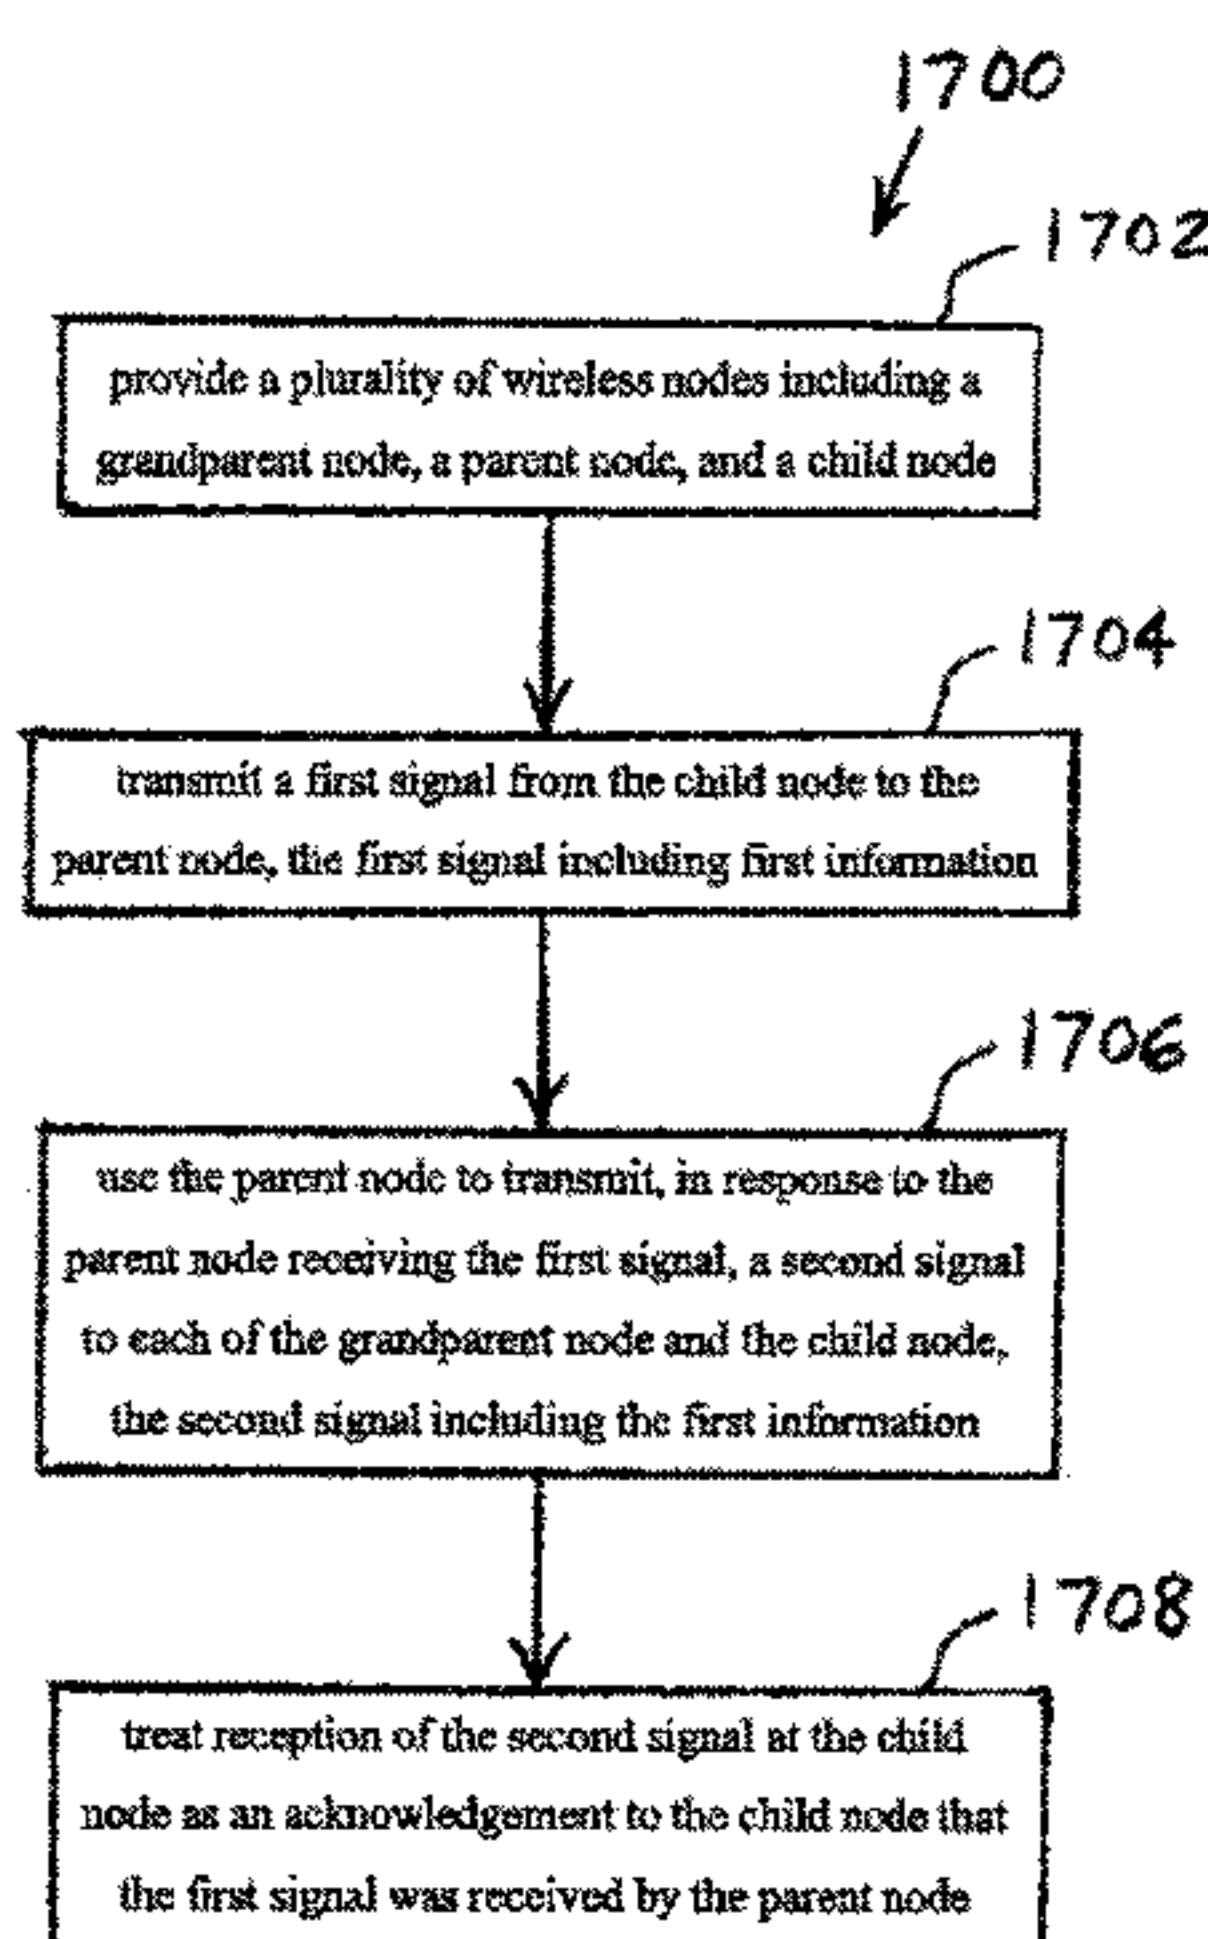 1700
1702
provide a plurality of wireless nodes including a
grandparent node, a parent node, and a child node
1704
transmit a first signal from the child node to the
parent node, the first signal including first information
1706
use the parent node to transmit, in response to the
parent node receiving the first signal, a second signal
to each of the grandparent node and the child node,
the second signal including the first information
1708
treat reception of the second signal at the child
node as an acknowledgement to the child node that
the first signal was received by the parent node